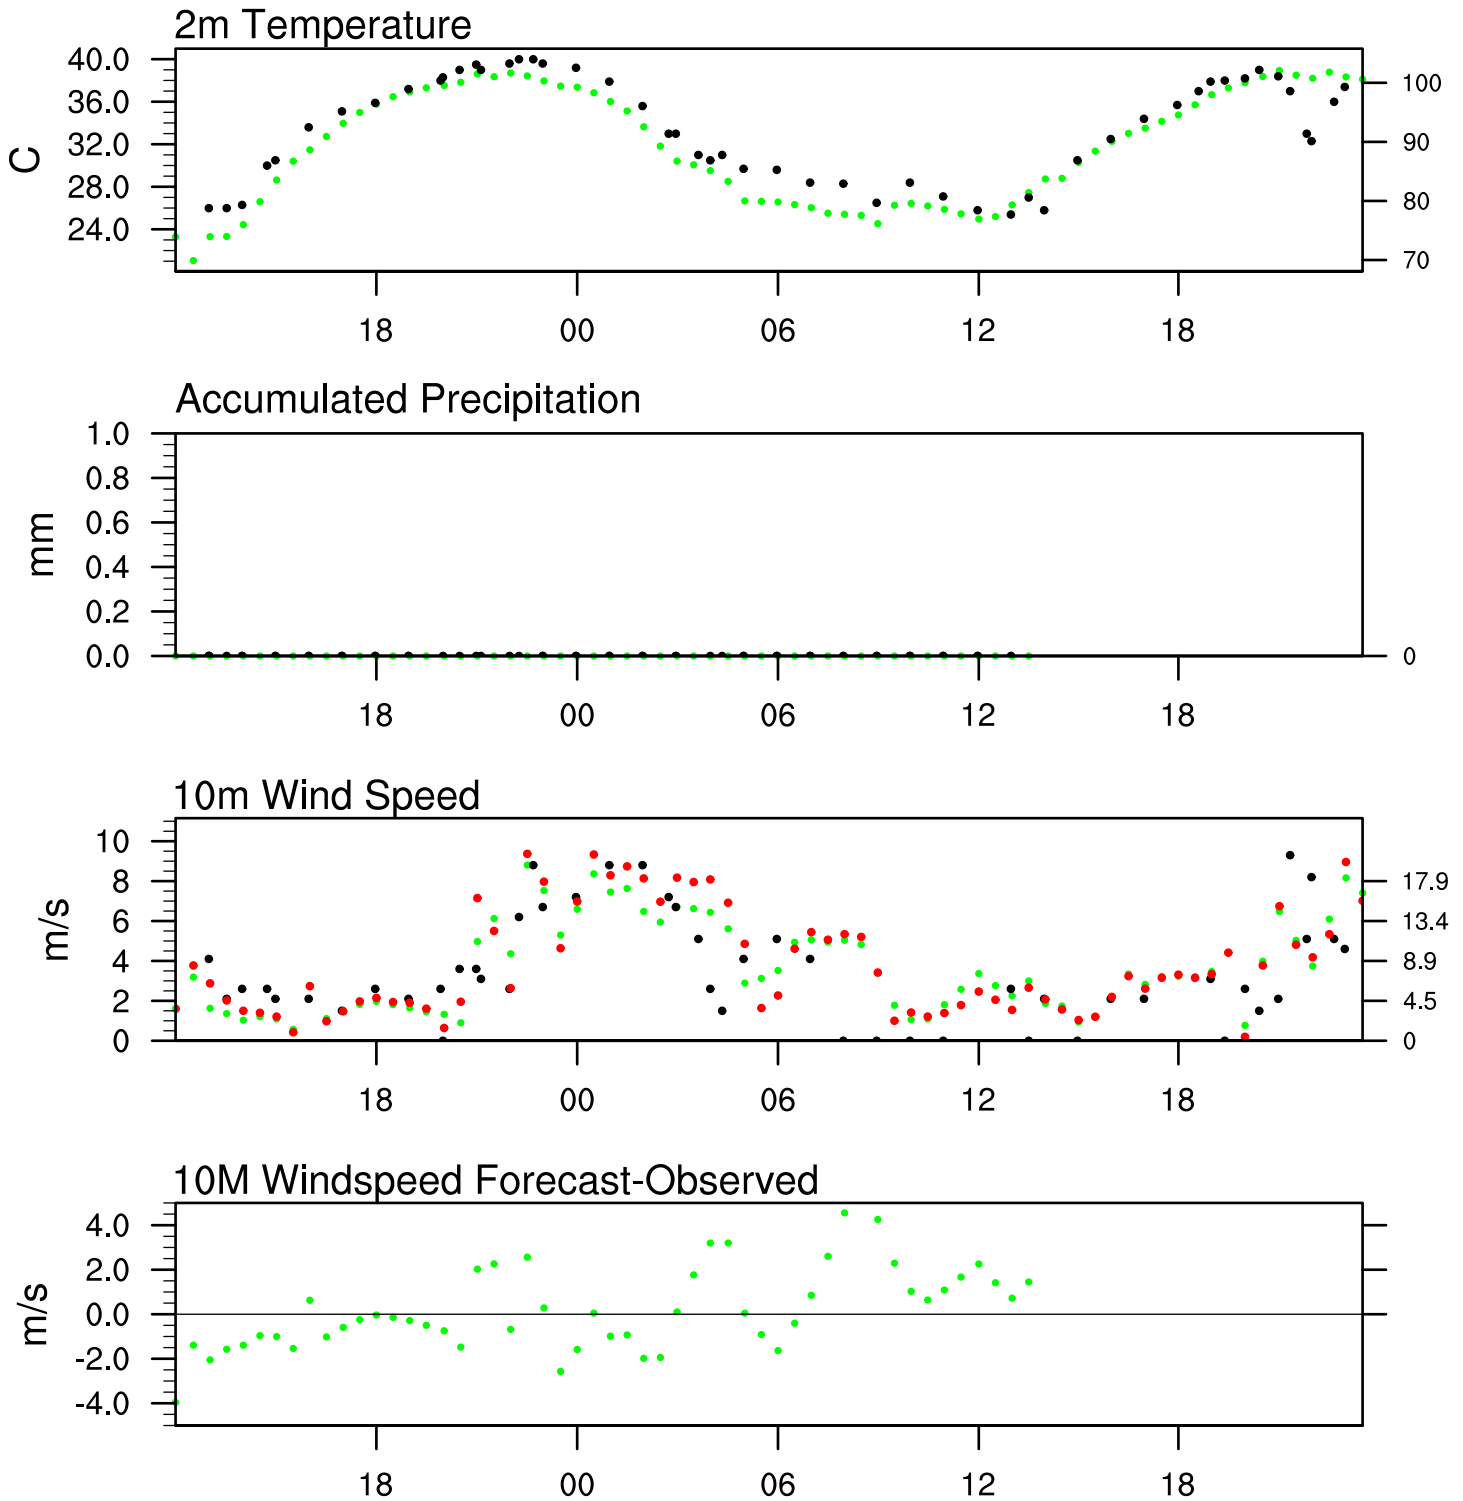 2m Temperature
40.0
36.0
32.0
28.0
24.0
C
100
90
80
70
18 00 06 12 18
Accumulated Precipitation
1.0
0.8
0.6
0.4
0.2
0.0
mm
0
18 00 06 12 18
10m Wind Speed
10
8
6
4
2
0
m/s
17.9
13.4
8.9
4.5
0
18 00 06 12 18
10M Windspeed Forecast-Observed
4.0
2.0
0.0
-2.0
-4.0
m/s
18 00 06 12 18